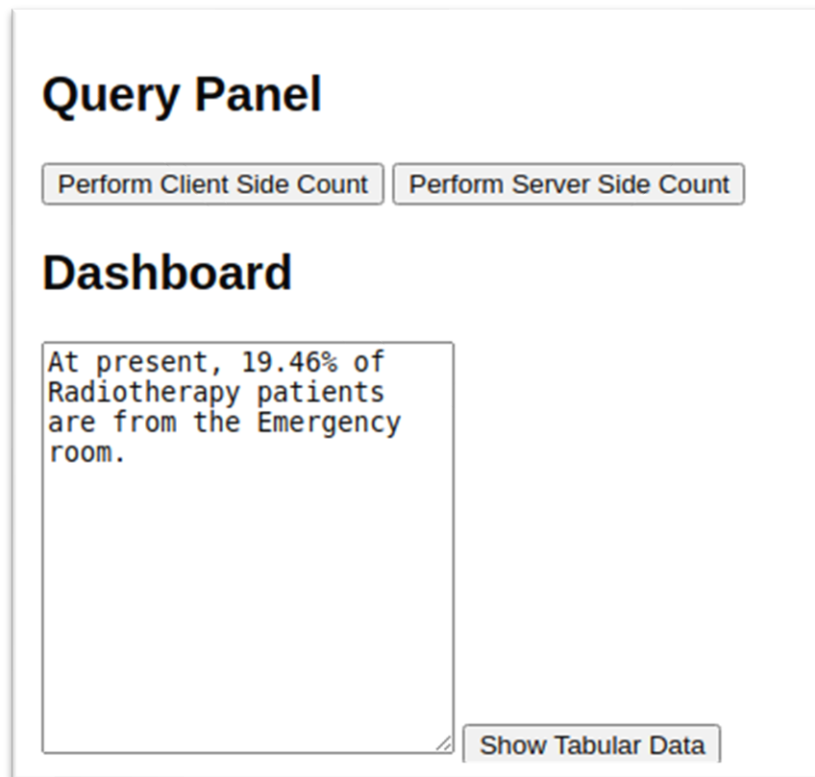 Query Panel
Perform Client Side Count Perform Server Side Count
Dashboard
At present, 19.46% of
Radiotherapy patients
are from the Emergency
room.
Show Tabular Data